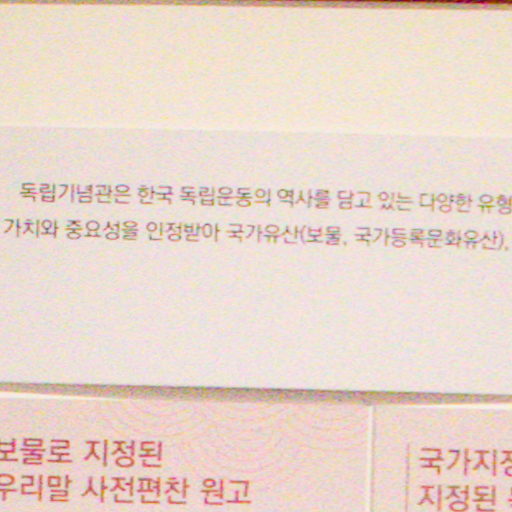 독립기념관은 한국 독립운동의 역사를 담고 있는 다양한 유형
가치와 중요성을 인정받아 국가유산(보물, 국가등록문화유산),
보물로 지정된
우리말 사전편찬 원고
국가지정
지정된